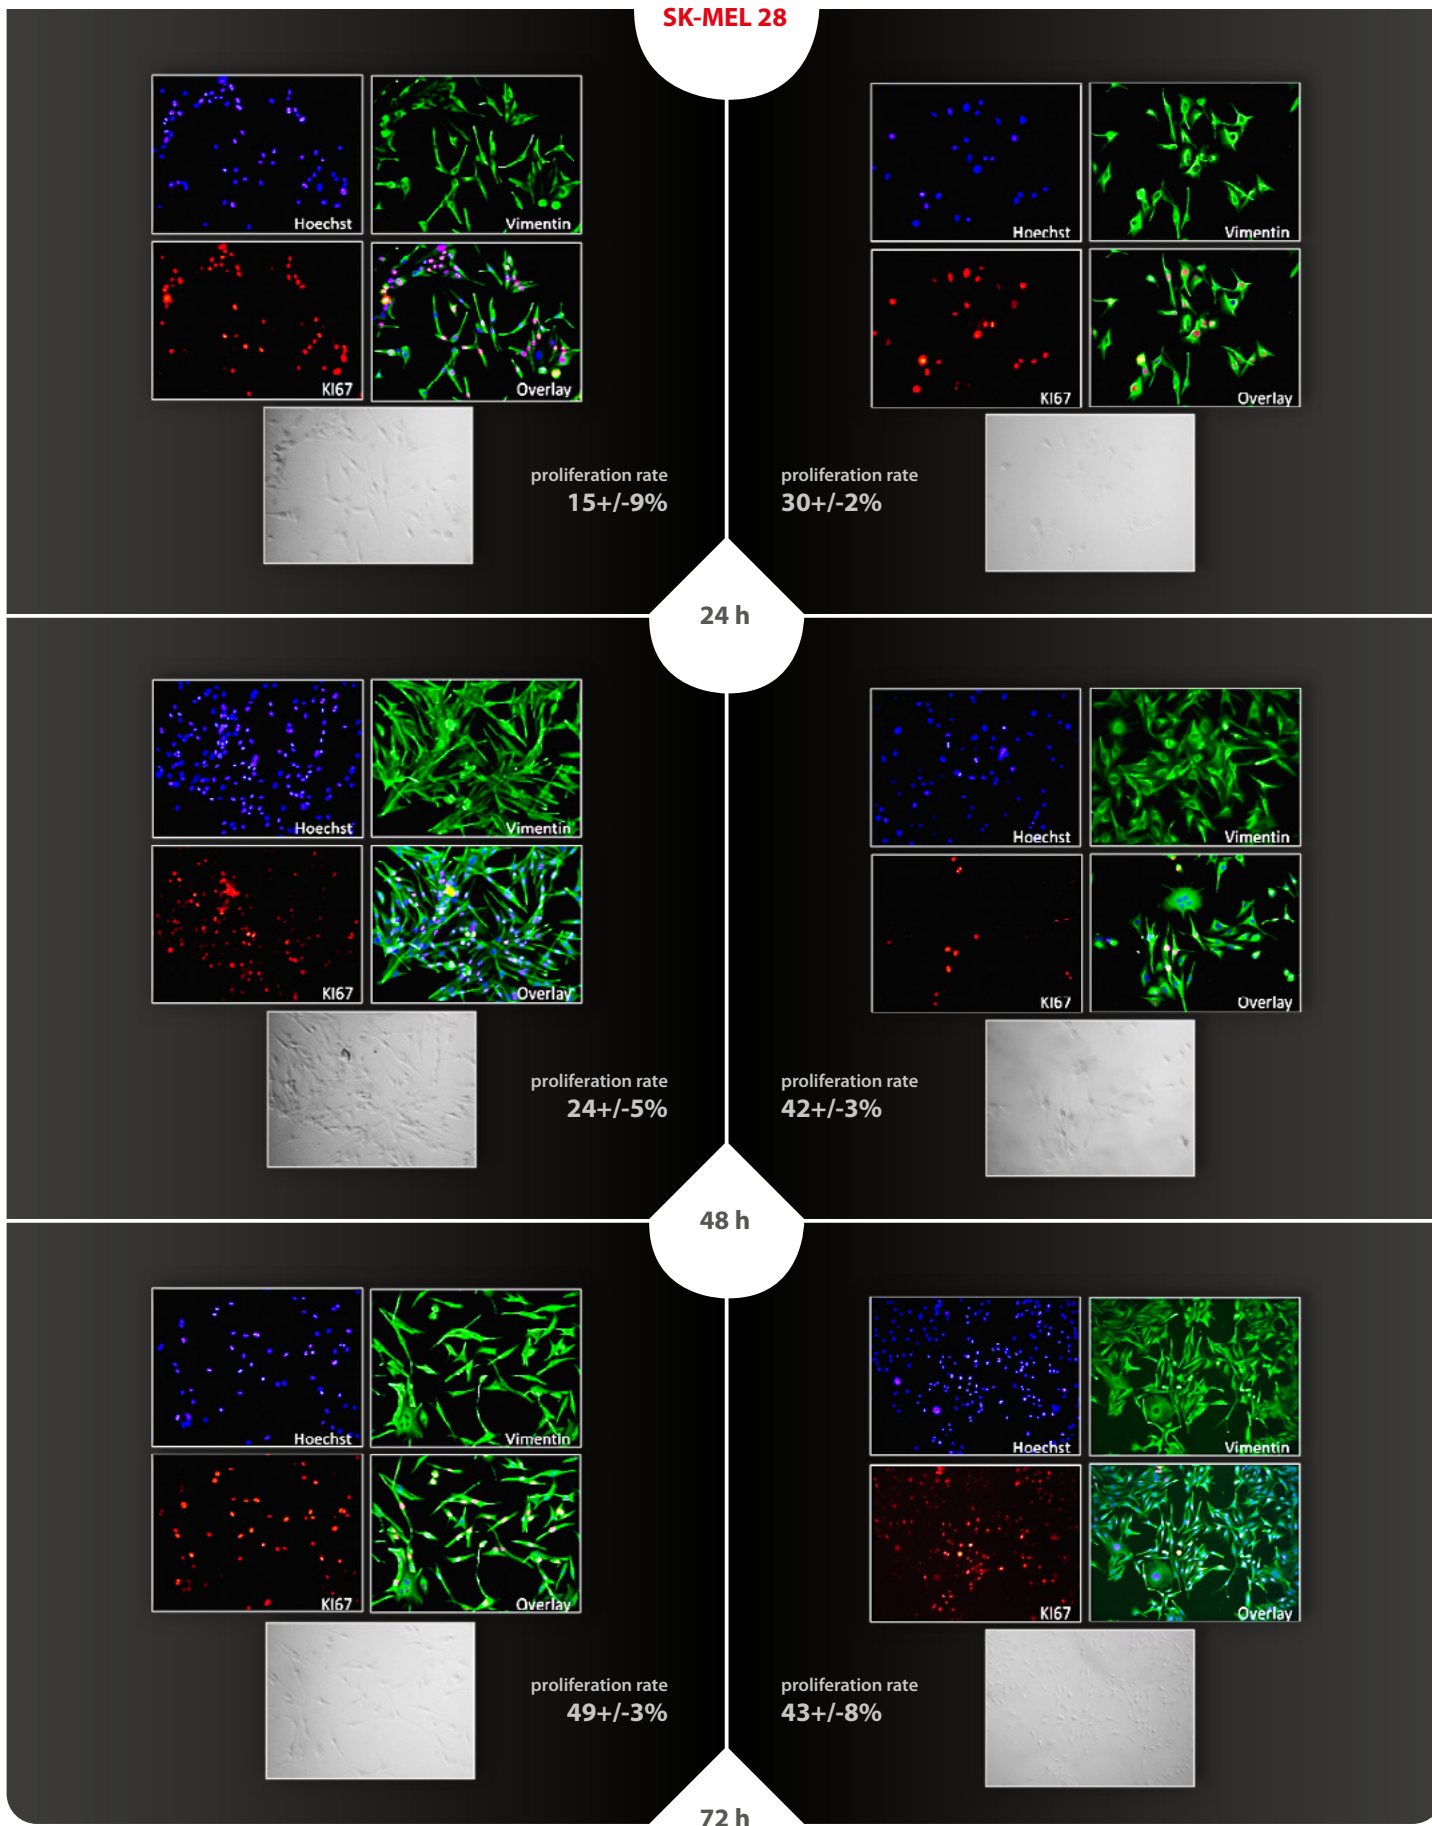 SK-MEL 28
Hoechst
Vimentin
KI67
Overlay
proliferation rate
15+/-9%
Hoechst
Vimentin
KI67
Overlay
proliferation rate
30+/-2%
24 h
Hoechst
Vimentin
KI67
Overlay
proliferation rate
24+/-5%
Hoechst
Vimentin
KI67
Overlay
proliferation rate
42+/-3%
48 h
Hoechst
Vimentin
KI67
Overlay
proliferation rate
49+/-3%
Hoechst
Vimentin
KI67
Overlay
proliferation rate
43+/-8%
72 h